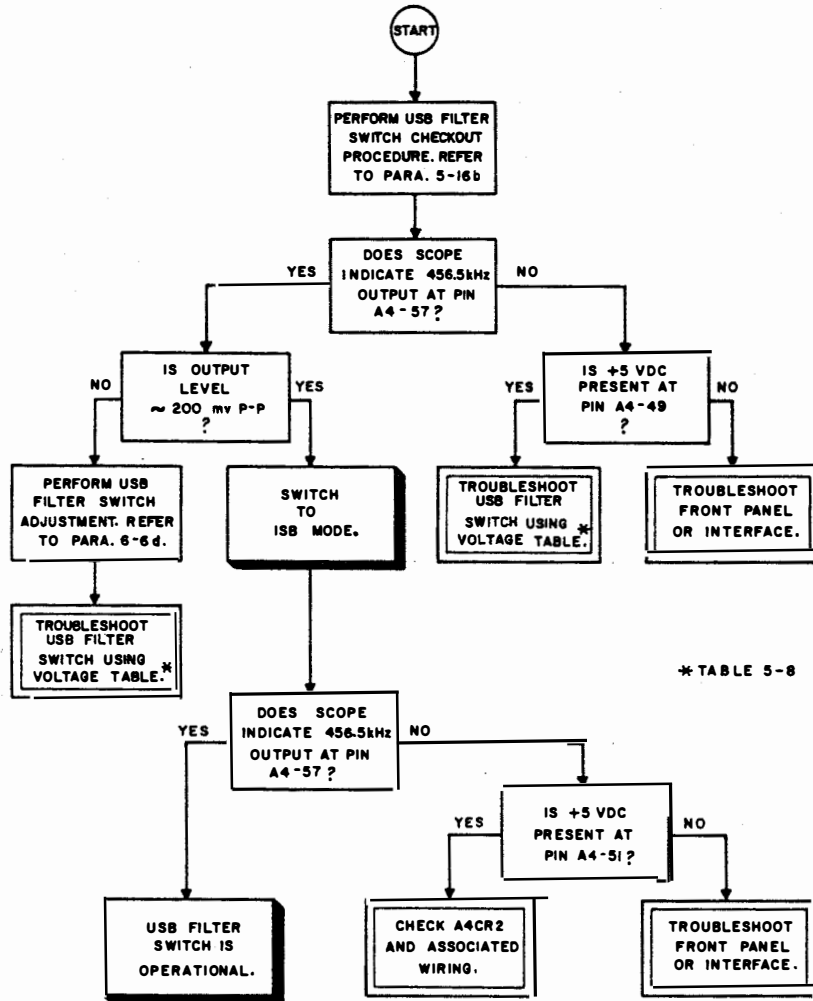 START
PERFORM USB FILTER
SWITCH CHECKOUT
PROCEDURE. REFER
TO PARA. 5-16b
DOES SCOPE
INDICATE 456.5kHz
OUTPUT AT PIN
A4-57?
YES
NO
IS OUTPUT
LEVEL
~ 200 mv P-P
?
NO
YES
IS +5 VDC
PRESENT AT
PIN A4-49
?
YES
NO
PERFORM USB
FILTER SWITCH
ADJUSTMENT. REFER
TO PARA. 6-6d.
SWITCH
TO
ISB MODE.
TROUBLESHOOT
USB FILTER
SWITCH USING
VOLTAGE TABLE.*
TROUBLESHOOT
FRONT PANEL
OR INTERFACE.
TROUBLESHOOT
USB FILTER
SWITCH USING
VOLTAGE TABLE.*
* TABLE 5-8
DOES SCOPE
INDICATE 456.5kHz
OUTPUT AT PIN
A4-57?
YES
NO
IS +5 VDC
PRESENT AT
PIN A4-51?
YES
NO
USB FILTER
SWITCH IS
OPERATIONAL.
CHECK A4CR2
AND ASSOCIATED
WIRING.
TROUBLESHOOT
FRONT PANEL
OR INTERFACE.